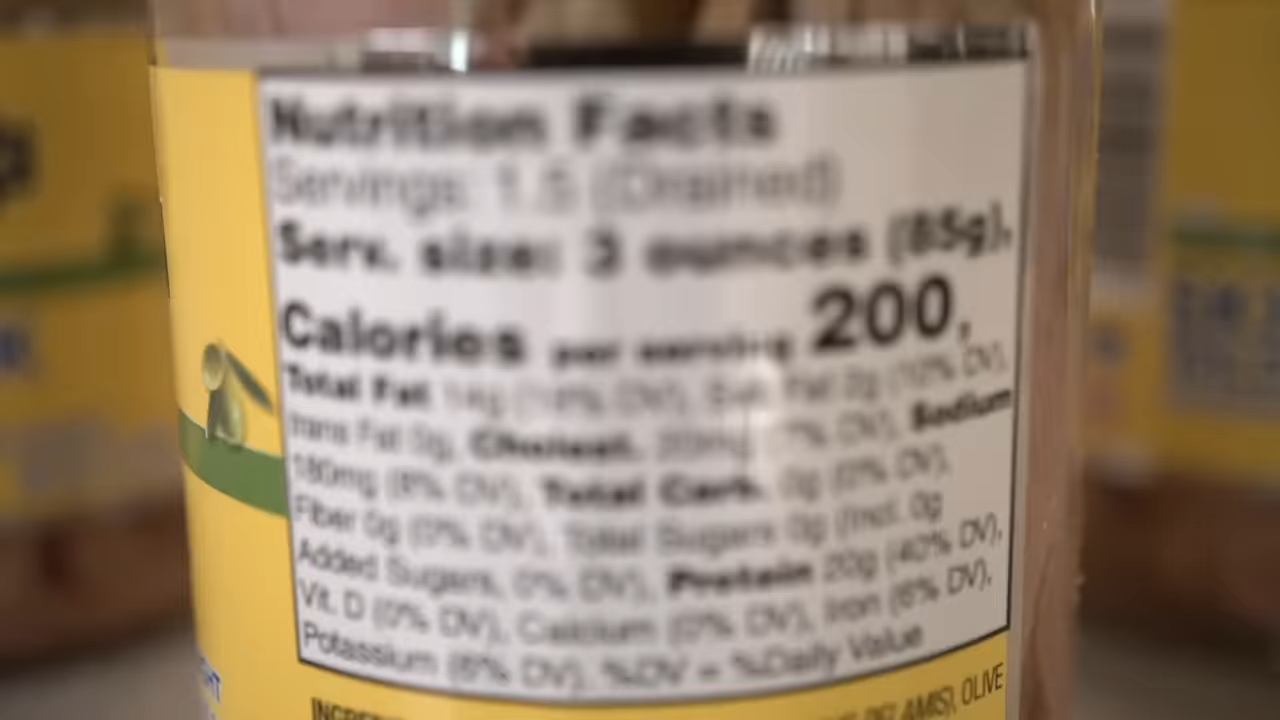 Nutrition Facts
Servings: 1.5 (Drained)
Serv. size: 3 ounces (85g),
Calories per serving 200,
Total Fat 14g (18% DV), Sat. Fat 2g (10% DV),
trans Fat 0g, Cholest. 20mg 7% DV), Sodium
180mg (8% DV), Total Carb. 0g (0% DV),
Fiber 0g (0% DV), Total Sugars 0g (Incl. 0g
Added Sugars, 0% DV), Protein 20g (40% DV),
Vit. D (0% DV), Calcium (0% DV), Iron (6% DV),
Potassium (6% DV), %DV = %Daily Value
OLIVE